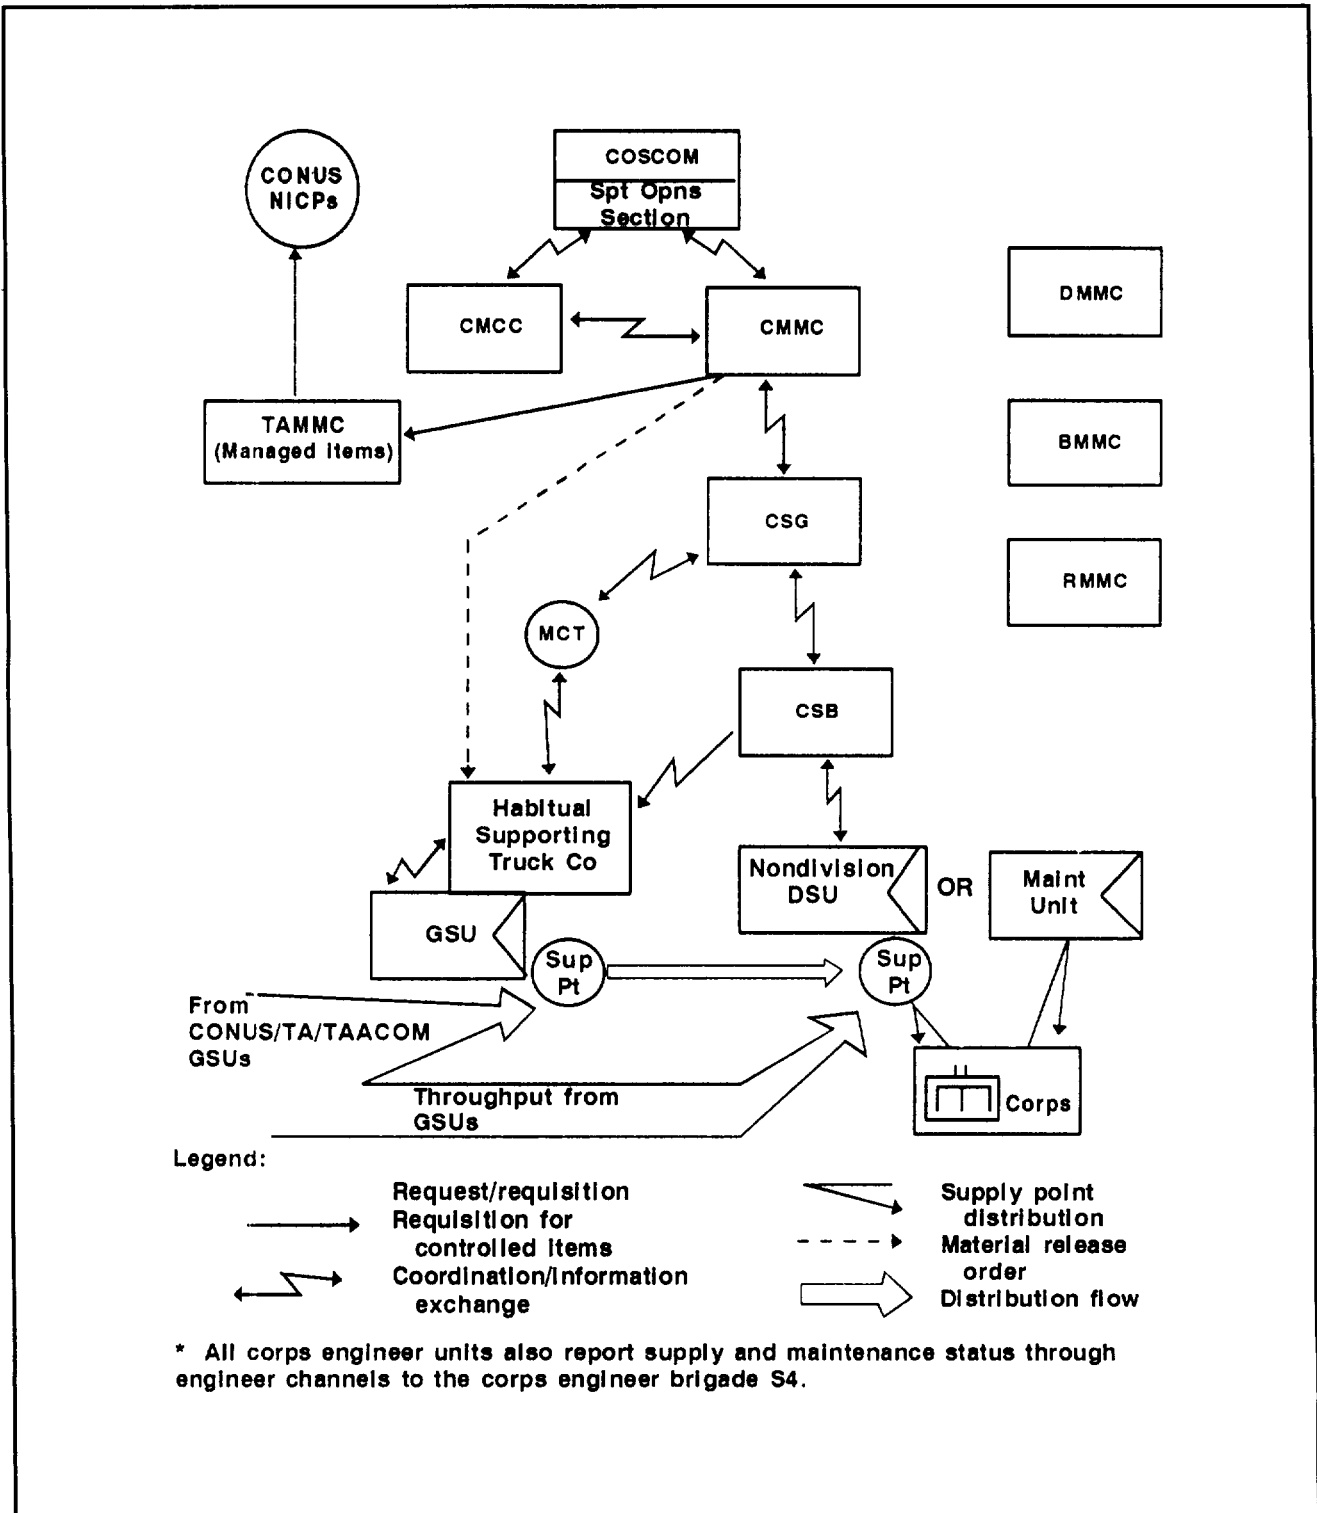 COSCOM
Spt Opns
Section
CONUS
NICPs
DMMC
CMCC
CMMC
TAMMC
(Managed Items)
BMMC
CSG
RMMC
MCT
CSB
Habitual
Supporting
Truck Co
Nondivision
DSU
OR
Maint
Unit
GSU
Sup
Pt
Sup
Pt
From
CONUS/TA/TAACOM
GSUs
Throughput from
GSUs
Corps
Legend:
Request/requisition
Requisition for
controlled items
Coordination/Information
exchange
Supply point
distribution
Material release
order
Distribution flow
* All corps engineer units also report supply and maintenance status through
engineer channels to the corps engineer brigade S4.